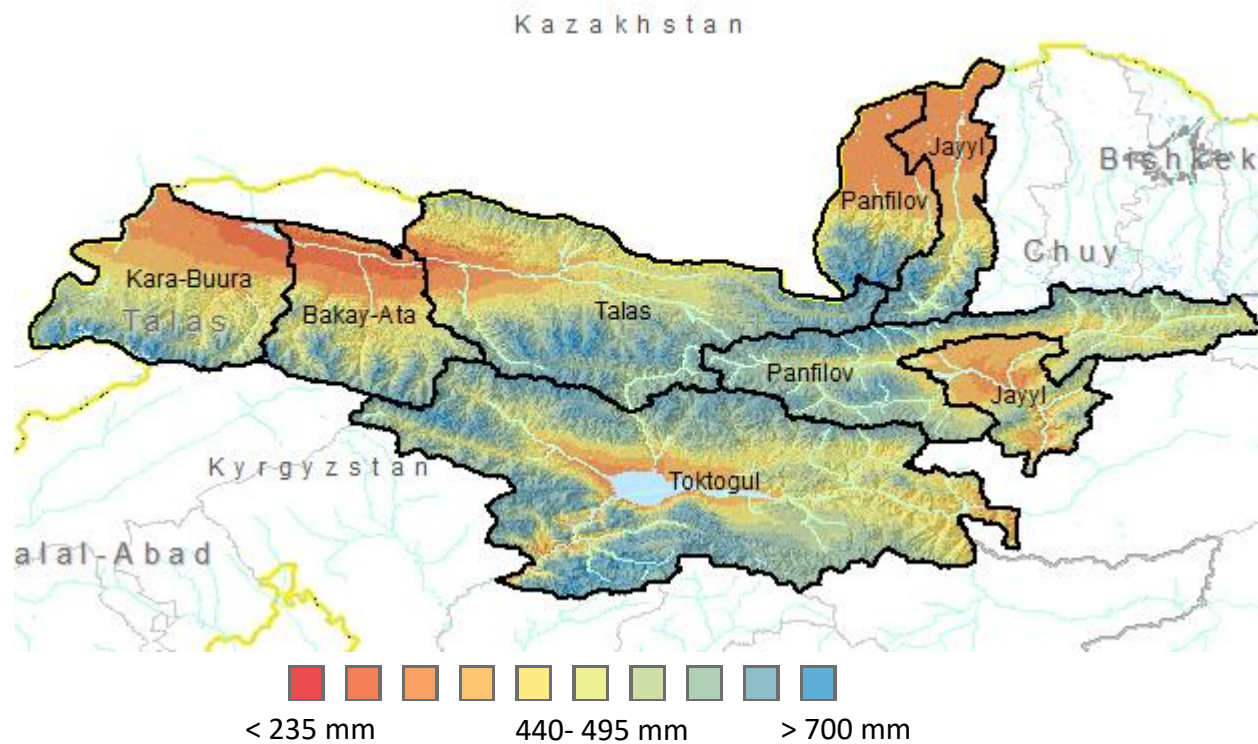 Kazakhstan
Jayyl
Bishkek
Panfilov
Chuy
Kara-Buura
Talas
Bakay-Ata
Talas
Panfilov
Jayyl
Kyrgyzstan
Toktogul
alal-Abad
< 235 mm 440- 495 mm > 700 mm